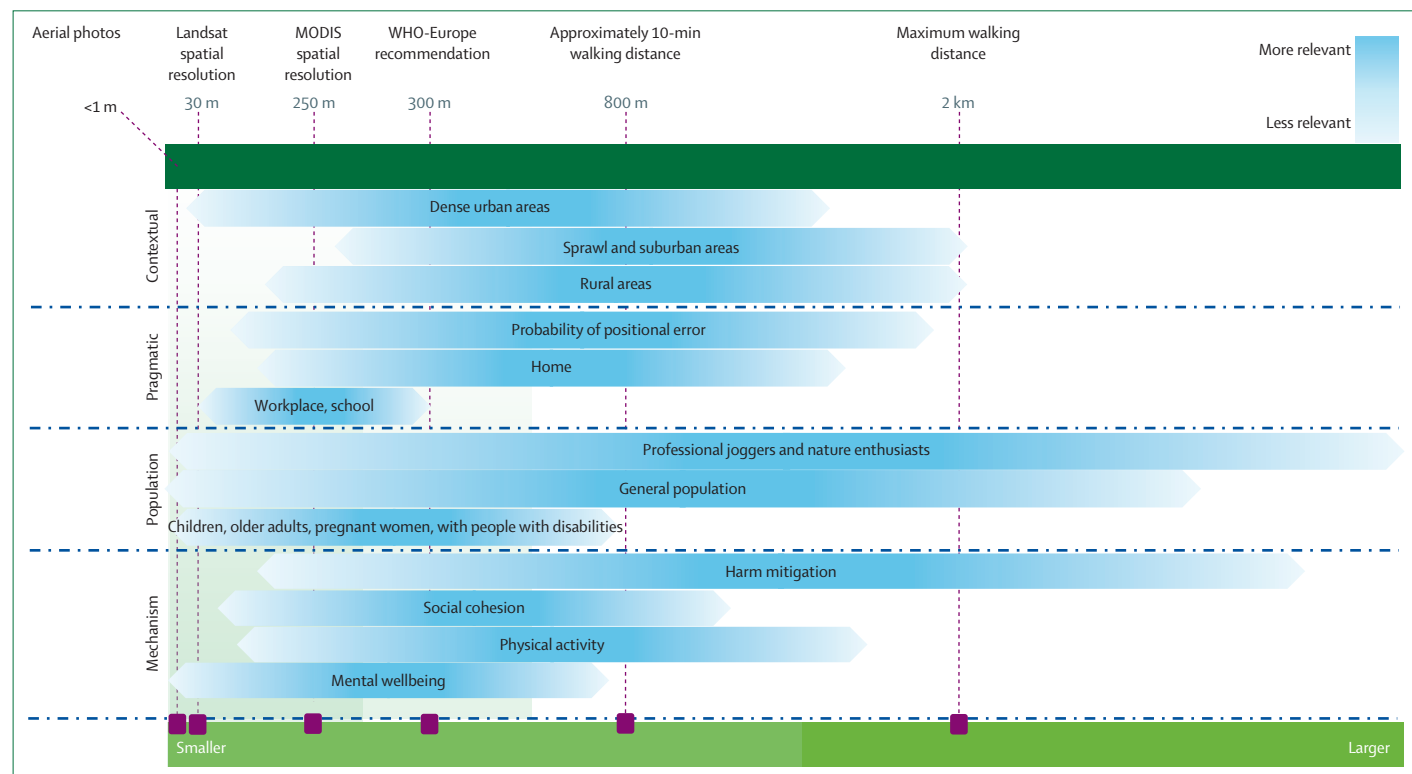 Aerial photos
<1 m
Landsat
spatial
resolution
30 m
MODIS
spatial
resolution
250 m
WHO-Europe
recommendation
300 m
Approximately 10-min
walking distance
800 m
Maximum walking
distance
2 km
More relevant
Less relevant
Contextual
Dense urban areas
Sprawl and suburban areas
Rural areas
Pragmatic
Probability of positional error
Home
Workplace, school
Population
Professional joggers and nature enthusiasts
General population
Children, older adults, pregnant women, with people with disabilities
Mechanism
Harm mitigation
Social cohesion
Physical activity
Mental wellbeing
Smaller
Larger